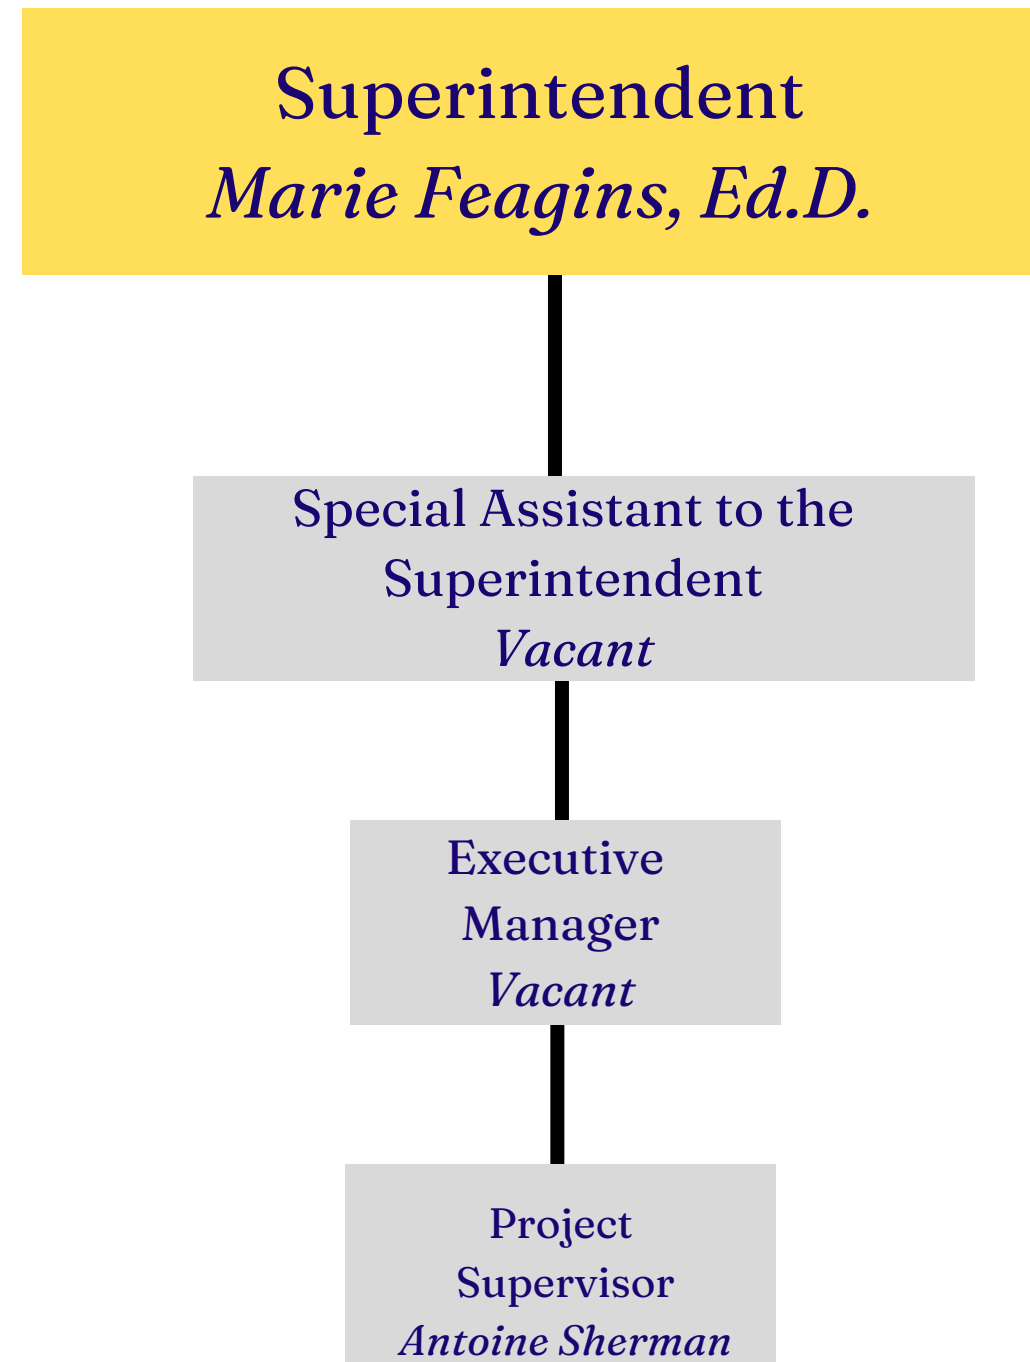 Superintendent
Marie Feagins, Ed.D.
Special Assistant to the
Superintendent
Vacant
Executive
Manager
Vacant
Project
Supervisor
Antoine Sherman